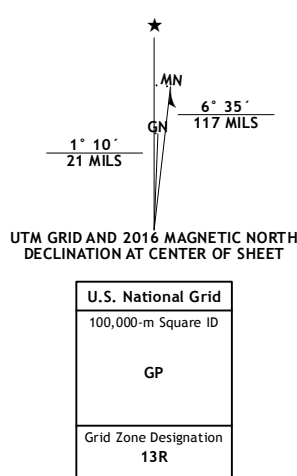 ★
MN
GN
6° 35´
117 MILS
1° 10´
21 MILS
UTM GRID AND 2016 MAGNETIC NORTH
DECLINATION AT CENTER OF SHEET
U.S. National Grid
100,000-m Square ID
GP
Grid Zone Designation
13R